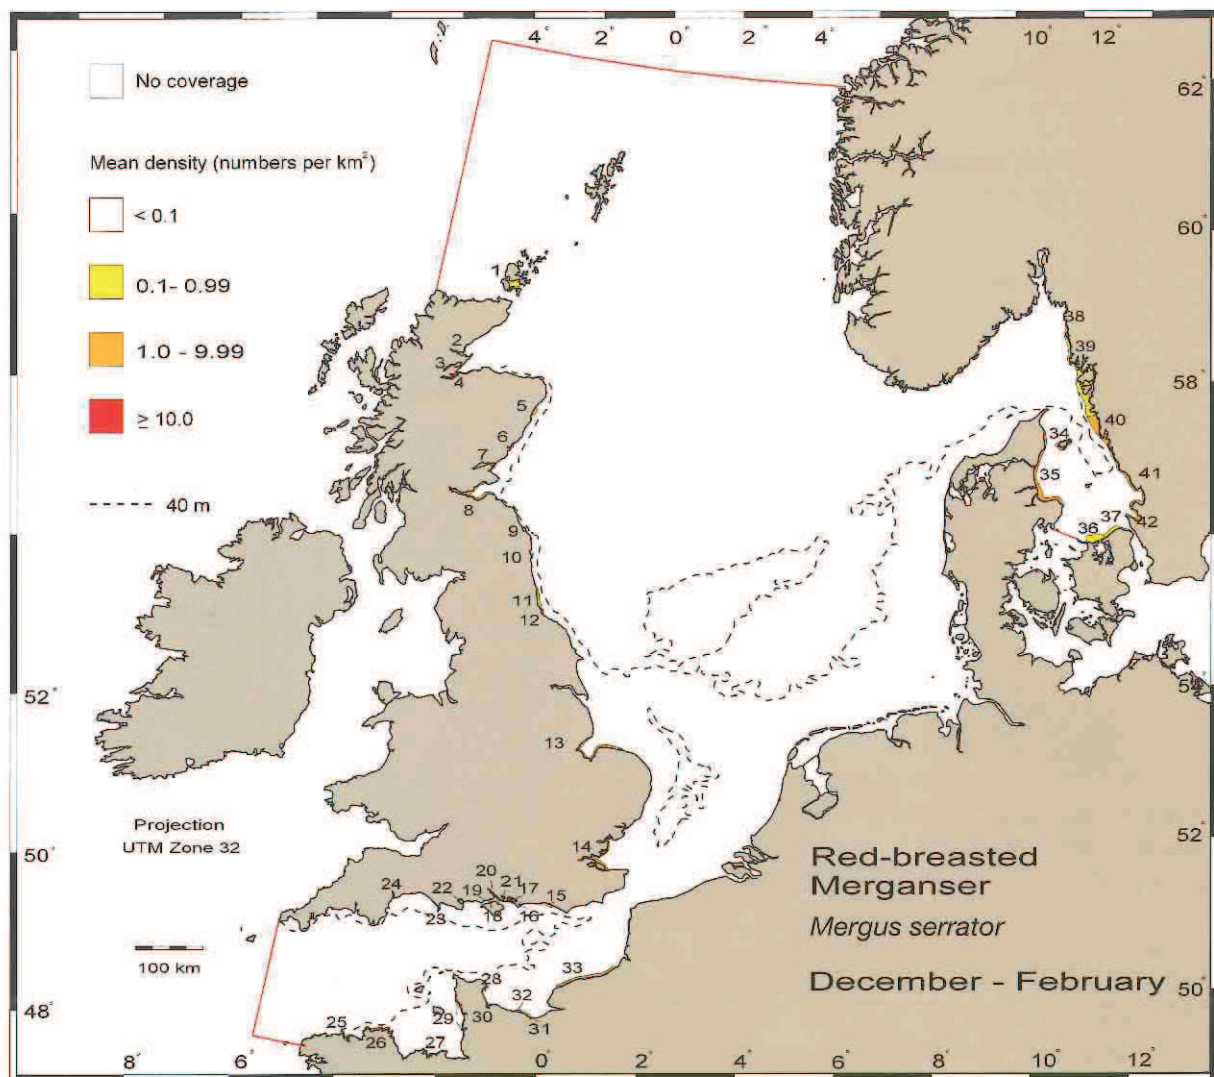 4° 2° 0° 2° 4° 10° 12°
No coverage
62°
Mean density (numbers per km²)
< 0.1
60°
1
0.1- 0.99
38
2
39
1.0 - 9.99
3
58°
4
5
≥ 10.0
40
34
6
7
41
35
40 m
8
37
42
9
36
10
11
12
52°
54°
13
Projection
UTM Zone 32
52°
14
50°
Red-breasted
Merganser
20
21
24 22 19 17 15
Mergus serrator
23 18 16
100 km
33
December - February
28
50°
32
48°
25 29 30
31
26 27
8° 6° 0° 2° 4° 6° 8° 10° 12°